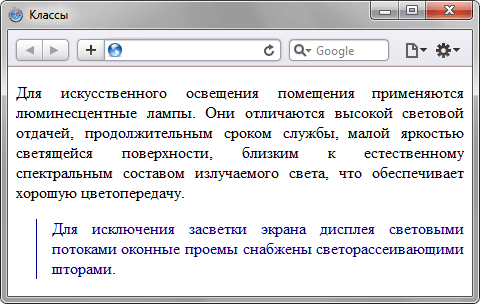 Классы
Google
Для искусственного освещения помещения применяются
люминесцентные лампы. Они отличаются высокой световой
отдачей, продолжительным сроком службы, малой яркостью
светящейся поверхности, близким к естественному
спектральным составом излучаемого света, что обеспечивает
хорошую цветопередачу.
Для исключения засветки экрана дисплея световыми
потоками оконные проемы снабжены светорассеивающими
шторами.